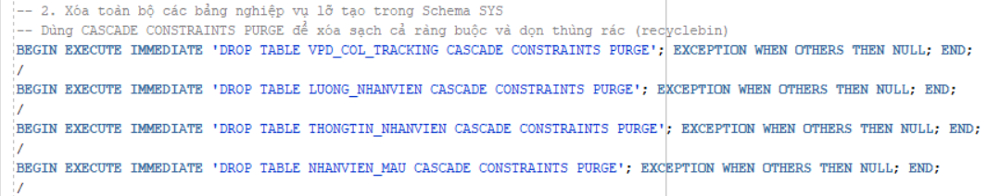 -- 2. Xóa toàn bộ các bảng nghiệp vụ lỡ tạo trong Schema SYS
-- Dùng CASCADE CONSTRAINTS PURGE để xóa sạch cả ràng buộc và dọn thùng rác (recyclebin)
BEGIN EXECUTE IMMEDIATE 'DROP TABLE VPD_COL_TRACKING CASCADE CONSTRAINTS PURGE'; EXCEPTION WHEN OTHERS THEN NULL; END;
/
BEGIN EXECUTE IMMEDIATE 'DROP TABLE LUONG_NHANVIEN CASCADE CONSTRAINTS PURGE'; EXCEPTION WHEN OTHERS THEN NULL; END;
/
BEGIN EXECUTE IMMEDIATE 'DROP TABLE THONGTIN_NHANVIEN CASCADE CONSTRAINTS PURGE'; EXCEPTION WHEN OTHERS THEN NULL; END;
/
BEGIN EXECUTE IMMEDIATE 'DROP TABLE NHANVIEN_MAU CASCADE CONSTRAINTS PURGE'; EXCEPTION WHEN OTHERS THEN NULL; END;
/